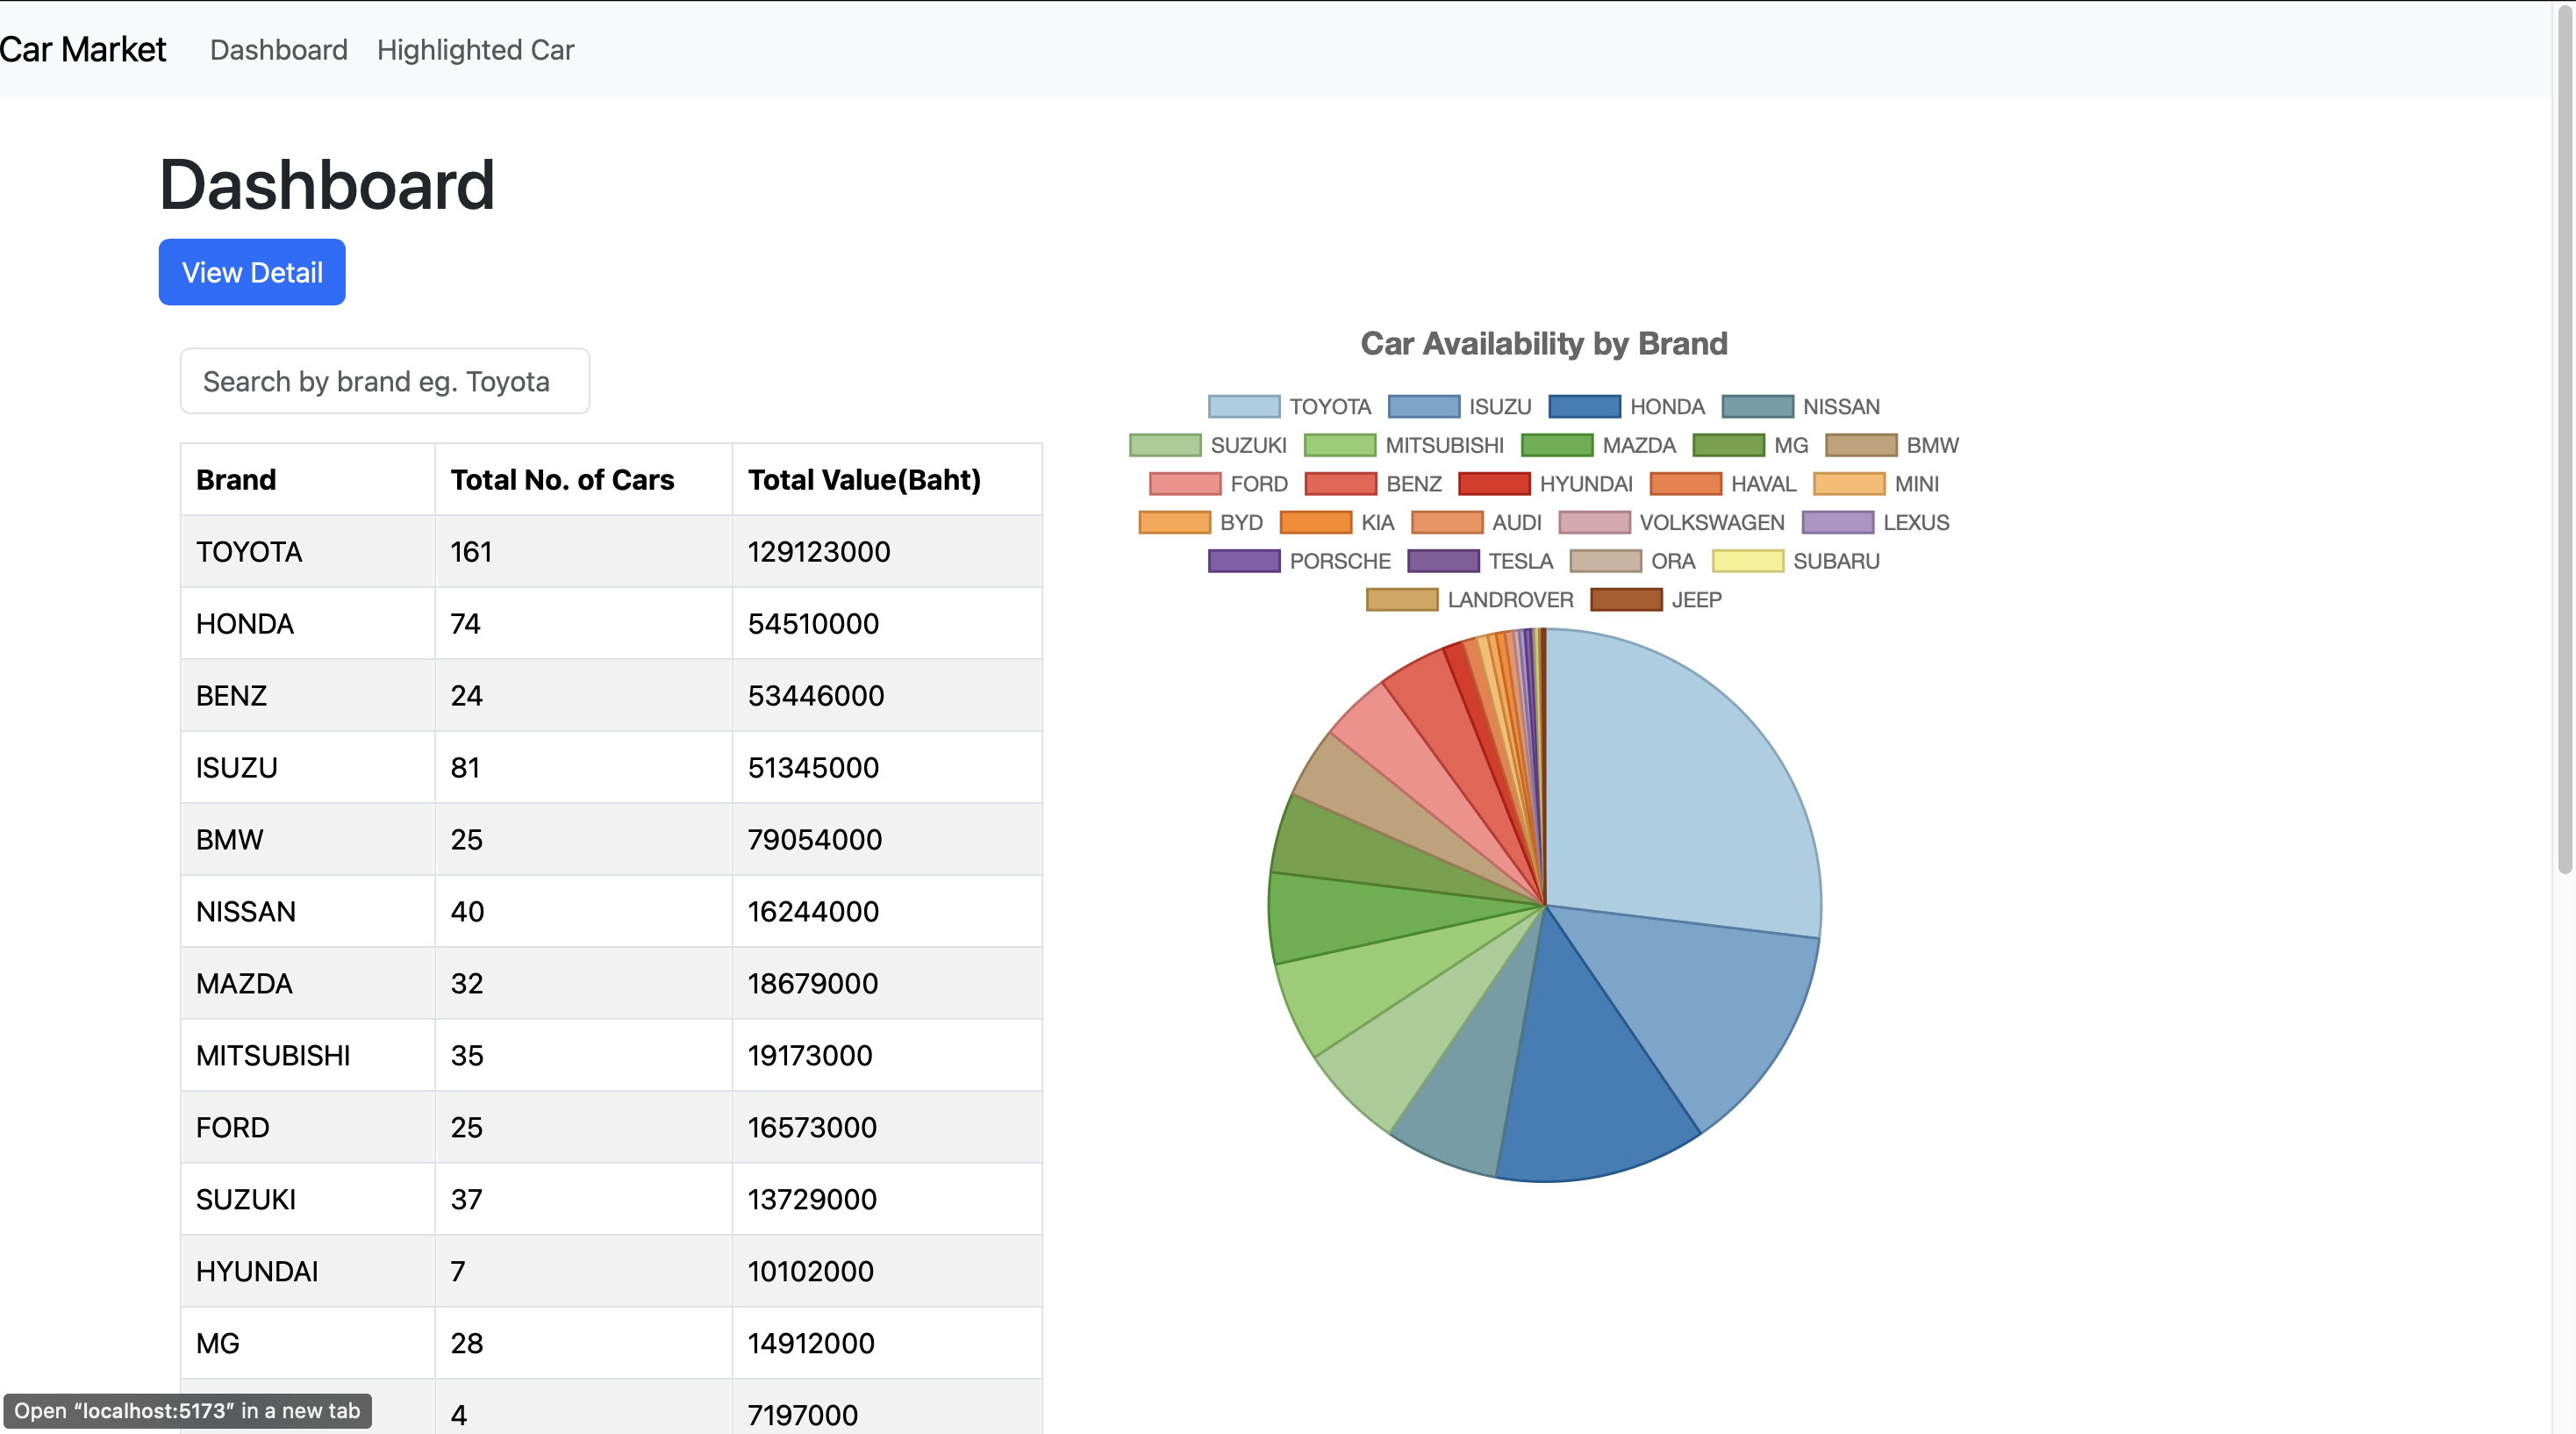 Car Market Dashboard Highlighted Car
Dashboard
View Detail
Search by brand eg. Toyota
Brand Total No. of Cars Total Value(Baht)
TOYOTA 161 129123000
HONDA 74 54510000
BENZ 24 53446000
ISUZU 81 51345000
BMW 25 79054000
NISSAN 40 16244000
MAZDA 32 18679000
MITSUBISHI 35 19173000
FORD 25 16573000
SUZUKI 37 13729000
HYUNDAI 7 10102000
MG 28 14912000
4 7197000
Car Availability by Brand
TOYOTA ISUZU HONDA NISSAN
SUZUKI MITSUBISHI MAZDA MG BMW
FORD BENZ HYUNDAI HAVAL MINI
BYD KIA AUDI VOLKSWAGEN LEXUS
PORSCHE TESLA ORA SUBARU
LANDROVER JEEP
Open “localhost:5173” in a new tab